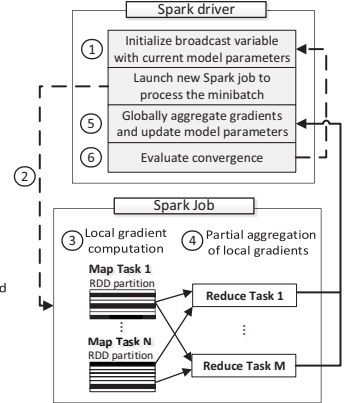 Spark driver
1
Initialize broadcast variable
with current model parameters
Launch new Spark job to
process the minibatch
5
Globally aggregate gradients
and update model parameters
6
Evaluate convergence
2
Spark Job
3
Local gradient
computation
4
Partial aggregation
of local gradients
Map Task 1
RDD partition
Reduce Task 1
⋮
⋮
Map Task N
RDD partition
Reduce Task M
d